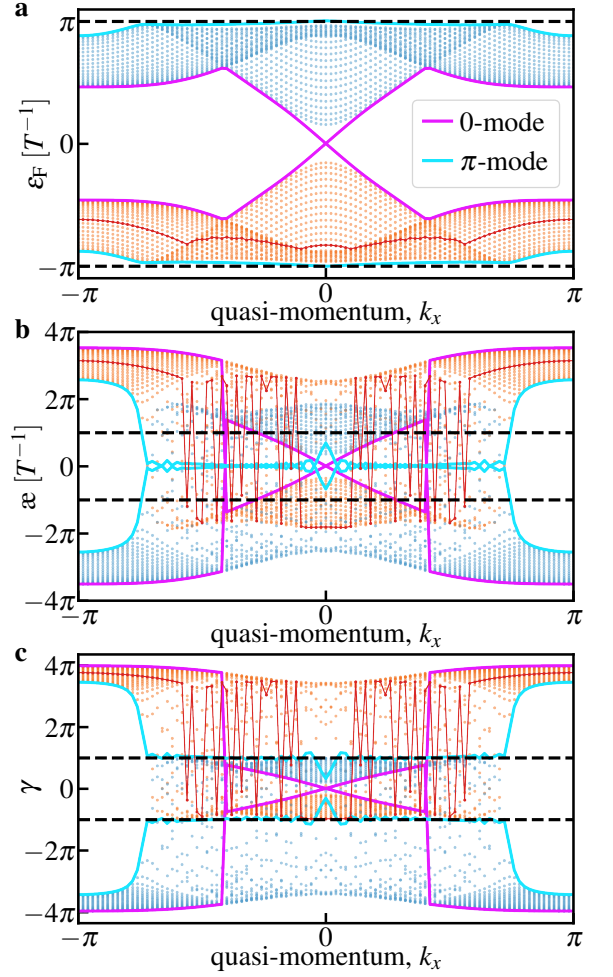 a
π
0
−π
ε_F [T⁻¹]
0-mode
π-mode
−π
0
π
quasi-momentum, k_x
b
4π
2π
0
−2π
−4π
æ [T⁻¹]
−π
0
π
quasi-momentum, k_x
c
4π
2π
0
−2π
−4π
γ
−π
0
π
quasi-momentum, k_x